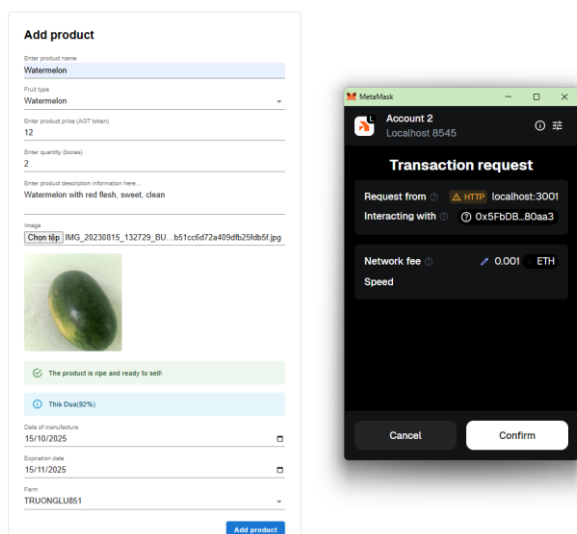 Add product
Enter product name
Watermelon
Fruit type
Watermelon
Enter product price (AGT token)
12
Enter quantity (boxes)
2
Enter product description information here...
Watermelon with red flesh, sweet, clean
Image
Chọn tệp IMG_20230815_132729_BU...b51cc6d72a409dfb25fdb5f.jpg
The product is ripe and ready to sell!
This Dua(92%)
Date of manufacture
15/10/2025
Expiration date
15/11/2025
Farm
TRUONGLU851
Add product
MetaMask
L
Account 2
Localhost 8545
Transaction request
Request from HTTP localhost:3001
Interacting with 0x5FbDB...80aa3
Network fee 0.001 ETH
Speed
Cancel
Confirm